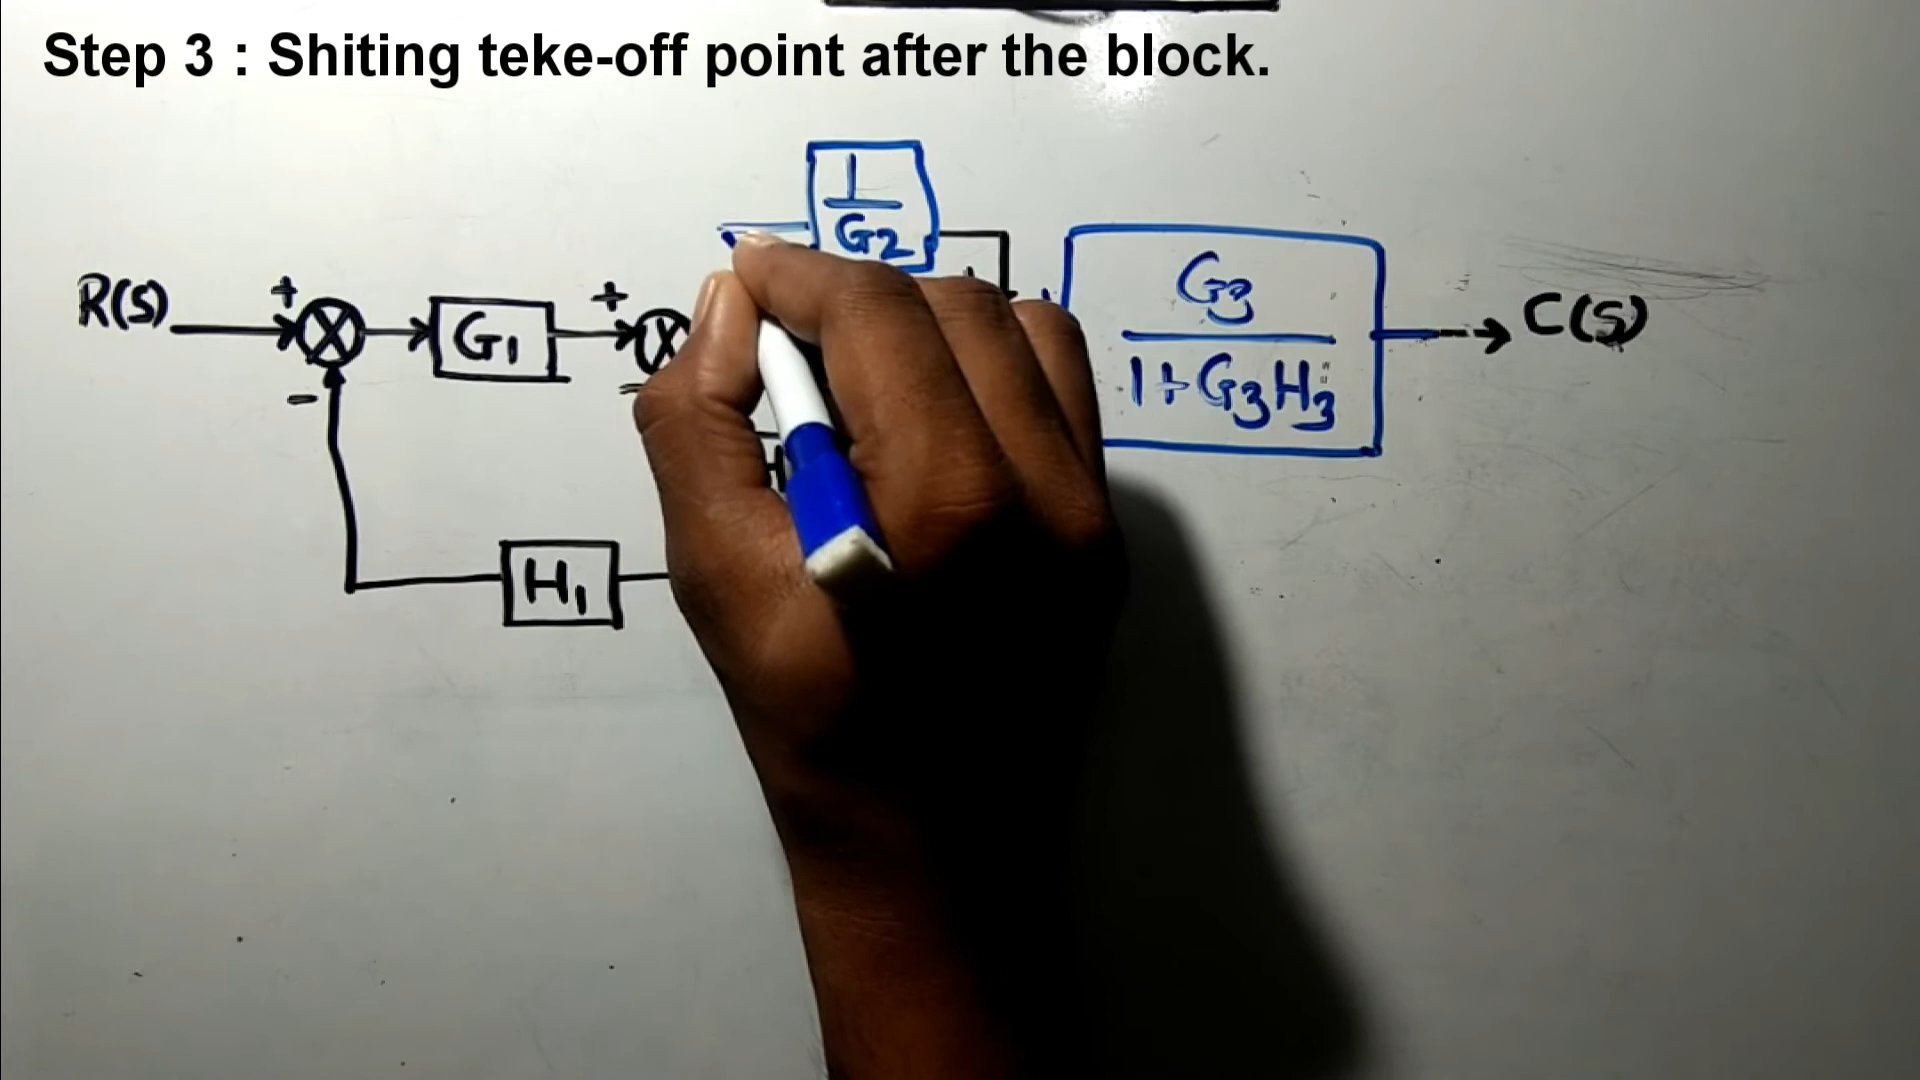 Step 3 : Shiting teke-off point after the block.
1
G2
R(S)
+
G1
+
G3
1+G3H3
C(S)
-
-
H
H1